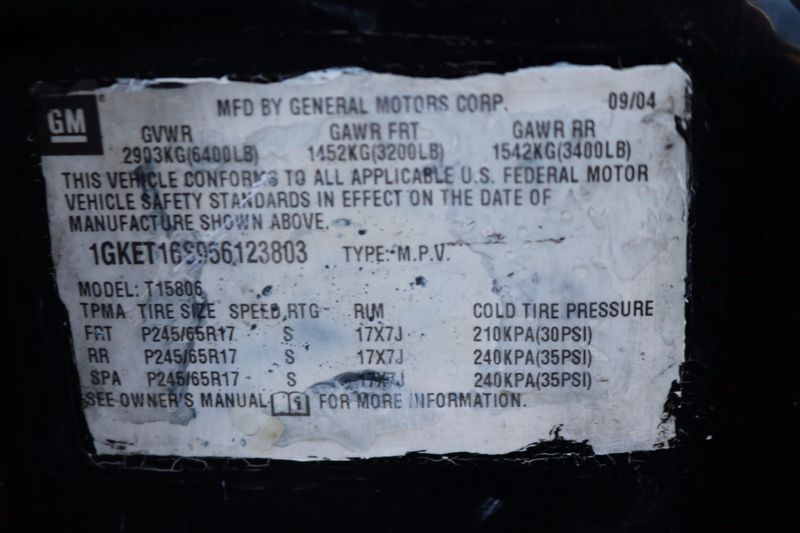 GM
MFD BY GENERAL MOTORS CORP. 09/04
GVWR GAWR FRT GAWR RR
2903KG(6400LB) 1452KG(3200LB) 1542KG(3400LB)
THIS VEHICLE CONFORMS TO ALL APPLICABLE U.S. FEDERAL MOTOR
VEHICLE SAFETY STANDARDS IN EFFECT ON THE DATE OF
MANUFACTURE SHOWN ABOVE.
1GKET16S956123803 TYPE: M.P.V.
MODEL: T15806
TPMA TIRE SIZE SPEED RTG RIM COLD TIRE PRESSURE
FRT P245/65R17 S 17X7J 210KPA(30PSI)
RR P245/65R17 S 17X7J 240KPA(35PSI)
SPA P245/65R17 S 17X7J 240KPA(35PSI)
SEE OWNER'S MANUAL FOR MORE INFORMATION.